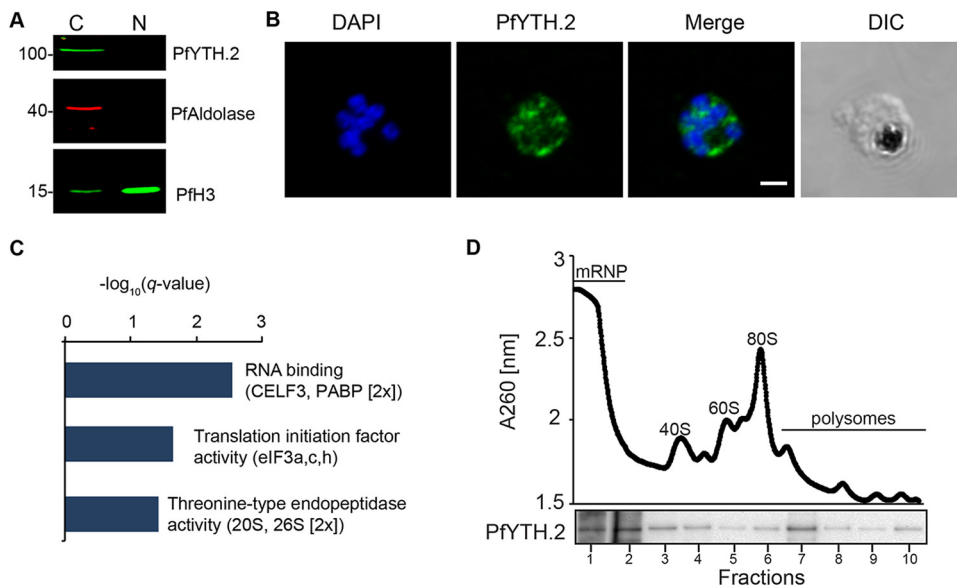 A
C N
100
PfYTH.2
40
PfAldolase
15
PfH3
B
DAPI PfYTH.2 Merge DIC
C
-log10(q-value)
0 1 2 3
RNA binding
(CELF3, PABP [2x])
Translation initiation factor
activity (eIF3a,c,h)
Threonine-type endopeptidase
activity (20S, 26S [2x])
D
3
2.5
2
1.5
A260 [nm]
mRNP
40S
60S
80S
polysomes
PfYTH.2
1 2 3 4 5 6 7 8 9 10
Fractions